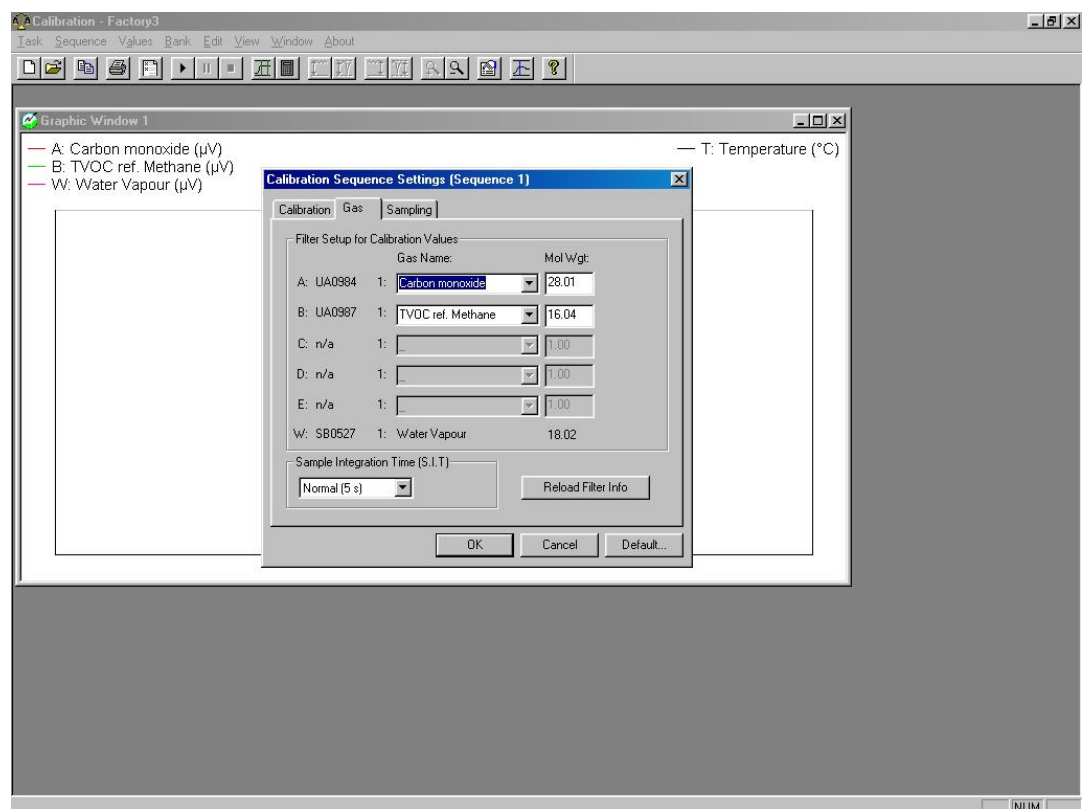 Calibration - Factory3
Task Sequence Values Bank Edit View Window About
Graphic Window 1
A: Carbon monoxide (µV)
T: Temperature (°C)
B: TVOC ref. Methane (µV)
W: Water Vapour (µV)
Calibration Sequence Settings (Sequence 1)
Calibration Gas Sampling
Filter Setup for Calibration Values
Gas Name: Mol Wgt:
A: UA0984 1: Carbon monoxide 28.01
B: UA0987 1: TVOC ref. Methane 16.04
C: n/a 1: _ 1.00
D: n/a 1: _ 1.00
E: n/a 1: _ 1.00
W: SB0527 1: Water Vapour 18.02
Sample Integration Time (S.I.T)
Normal (5 s) Reload Filter Info
OK Cancel Default...
NUM